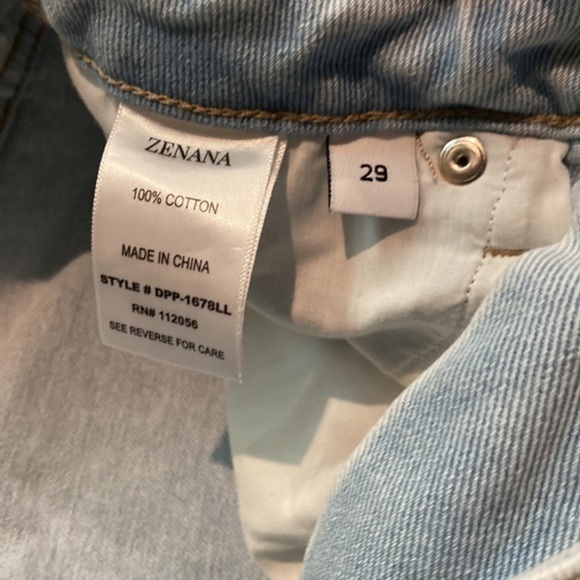 ZENANA
100% COTTON
MADE IN CHINA
STYLE # DPP-1678LL
RN# 112056
SEE REVERSE FOR CARE
29